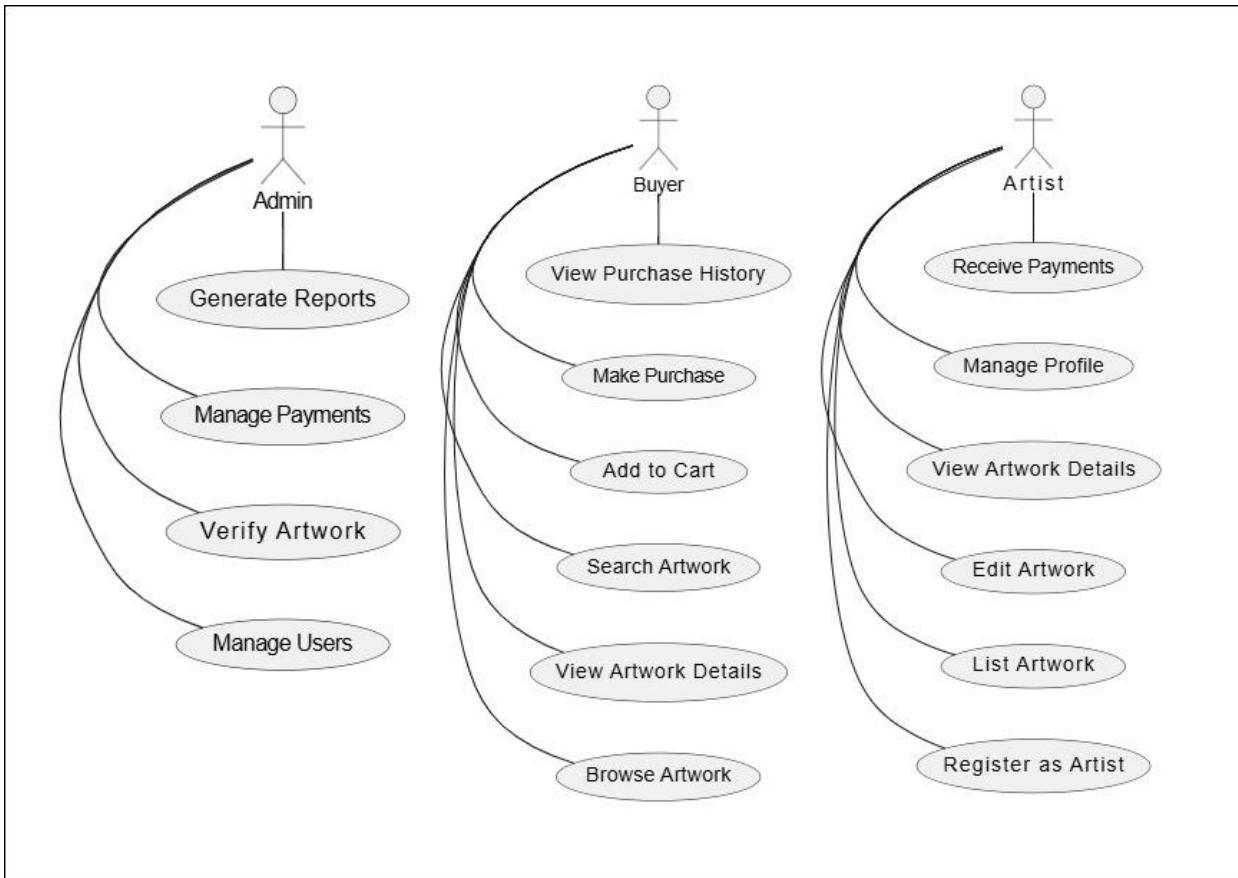 Admin
Generate Reports
Manage Payments
Verify Artwork
Manage Users
Buyer
View Purchase History
Make Purchase
Add to Cart
Search Artwork
View Artwork Details
Browse Artwork
Artist
Receive Payments
Manage Profile
View Artwork Details
Edit Artwork
List Artwork
Register as Artist